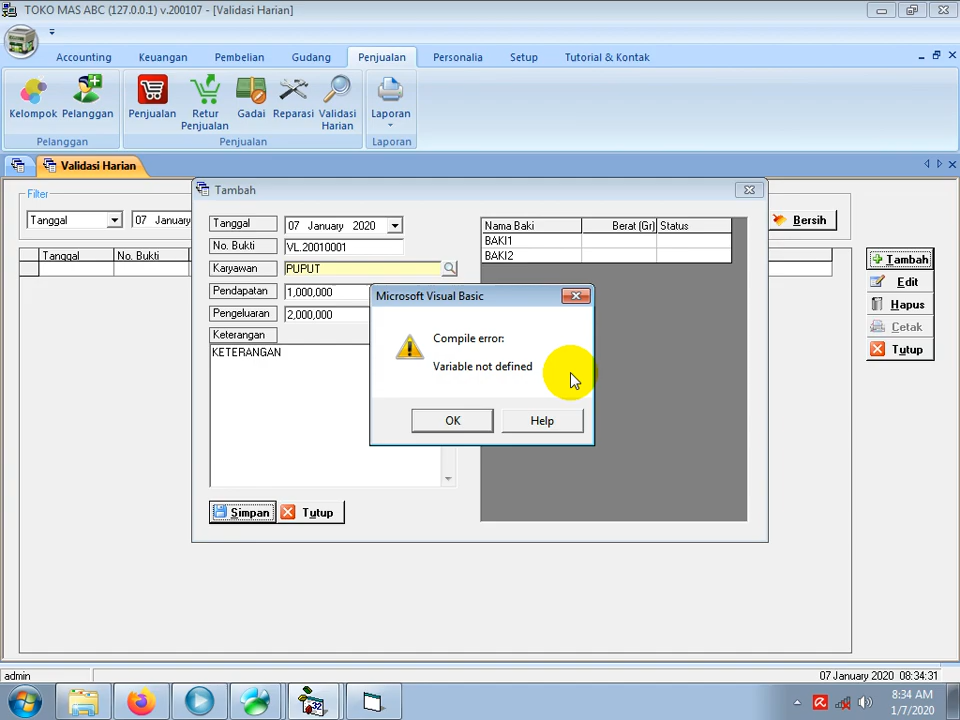 TOKO MAS ABC (127.0.0.1) v.200107 - [Validasi Harian]
Accounting Keuangan Pembelian Gudang Penjualan Personalia Setup Tutorial & Kontak
Kelompok Pelanggan Penjualan Retur Penjualan Gadai Reparasi Validasi Harian Laporan
Pelanggan Penjualan Laporan
Validasi Harian
Filter
Tanggal 07 January Bersih
Tanggal No. Bukti
Tambah
Edit
Hapus
Cetak
Tutup
Tambah
Tanggal 07 January 2020
No. Bukti VL.20010001
Karyawan PUPUT
Pendapatan 1,000,000
Pengeluaran 2,000,000
Keterangan
KETERANGAN
Nama Baki Berat (Gr) Status
BAKI1
BAKI2
Simpan Tutup
Microsoft Visual Basic
Compile error:
Variable not defined
OK Help
admin 07 January 2020 08:34:31
32
8:34 AM
1/7/2020